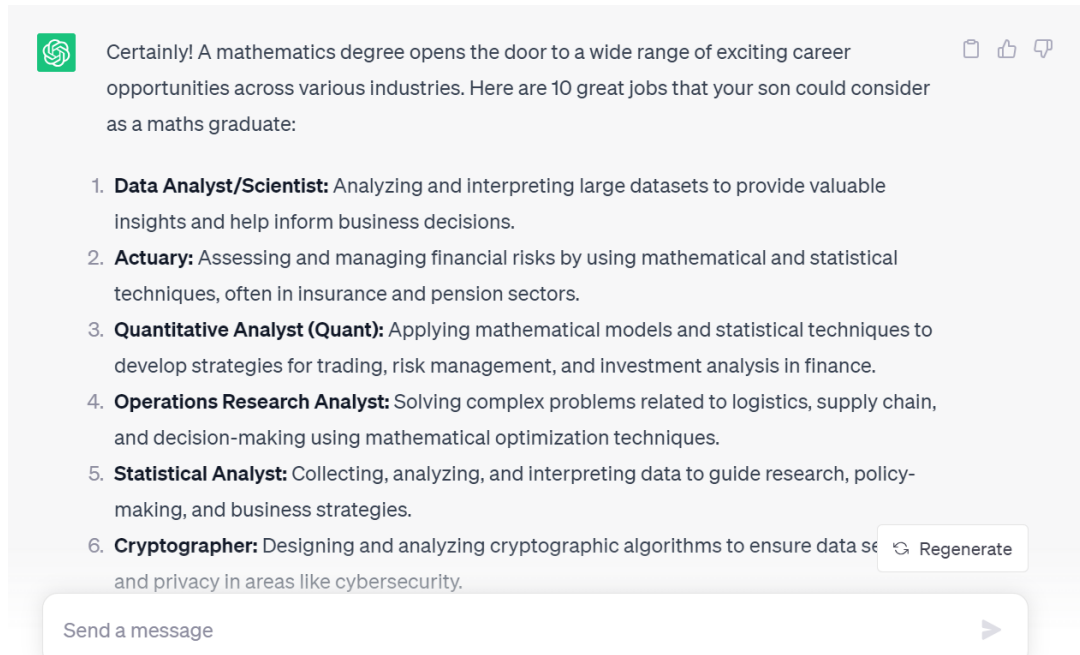 Certainly! A mathematics degree opens the door to a wide range of exciting career
opportunities across various industries. Here are 10 great jobs that your son could consider
as a maths graduate:
1. Data Analyst/Scientist: Analyzing and interpreting large datasets to provide valuable
insights and help inform business decisions.
2. Actuary: Assessing and managing financial risks by using mathematical and statistical
techniques, often in insurance and pension sectors.
3. Quantitative Analyst (Quant): Applying mathematical models and statistical techniques to
develop strategies for trading, risk management, and investment analysis in finance.
4. Operations Research Analyst: Solving complex problems related to logistics, supply chain,
and decision-making using mathematical optimization techniques.
5. Statistical Analyst: Collecting, analyzing, and interpreting data to guide research, policy-
making, and business strategies.
6. Cryptographer: Designing and analyzing cryptographic algorithms to ensure data
Regenerate
and privacy in areas like cybersecurity.
Send a message